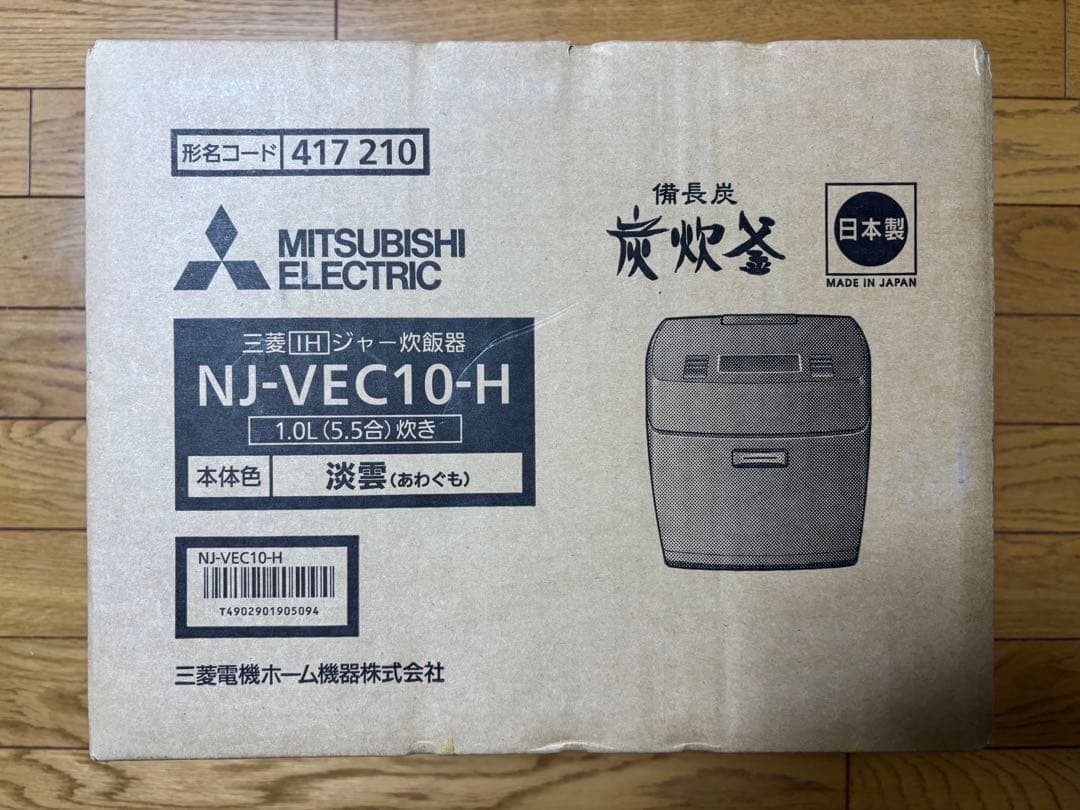 形名コード 417 210
MITSUBISHI
ELECTRIC
備長炭
炭炊釜
日本製
MADE IN JAPAN
三菱IHジャー炊飯器
NJ-VEC10-H
1.0L(5.5合)炊き
本体色 淡雲(あわぐも)
NJ-VEC10-H
T4902901905094
三菱電機ホーム機器株式会社